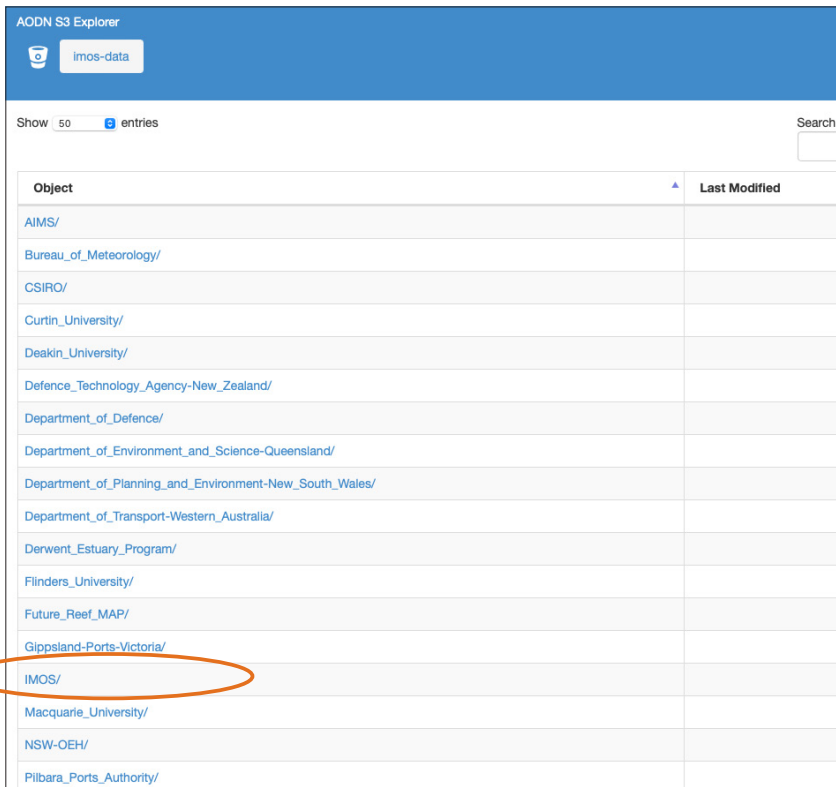 AODN S3 Explorer
imos-data
Show 50 entries
Search
Object Last Modified
AIMS/
Bureau_of_Meteorology/
CSIRO/
Curtin_University/
Deakin_University/
Defence_Technology_Agency-New_Zealand/
Department_of_Defence/
Department_of_Environment_and_Science-Queensland/
Department_of_Planning_and_Environment-New_South_Wales/
Department_of_Transport-Western_Australia/
Derwent_Estuary_Program/
Flinders_University/
Future_Reef_MAP/
Gippsland-Ports-Victoria/
IMOS/
Macquarie_University/
NSW-OEH/
Pilbara_Ports_Authority/